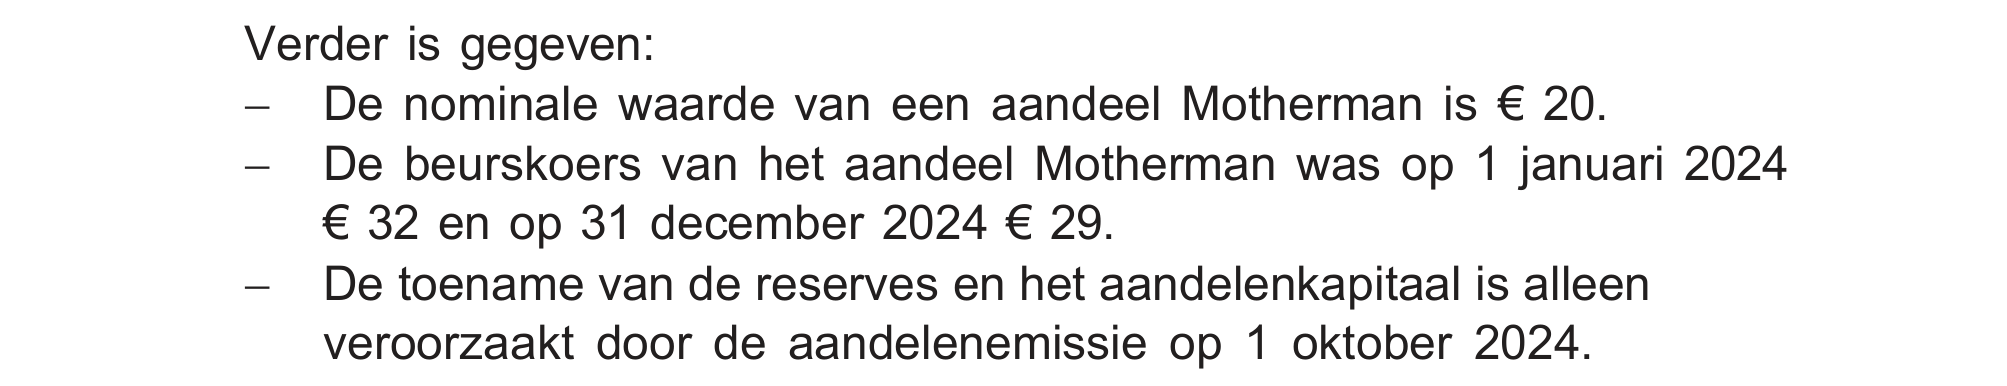 Verder is gegeven:
– De nominale waarde van een aandeel Motherman is € 20.
– De beurskoers van het aandeel Motherman was op 1 januari 2024
€ 32 en op 31 december 2024 € 29.
– De toename van de reserves en het aandelenkapitaal is alleen
veroorzaakt door de aandelenemissie op 1 oktober 2024.